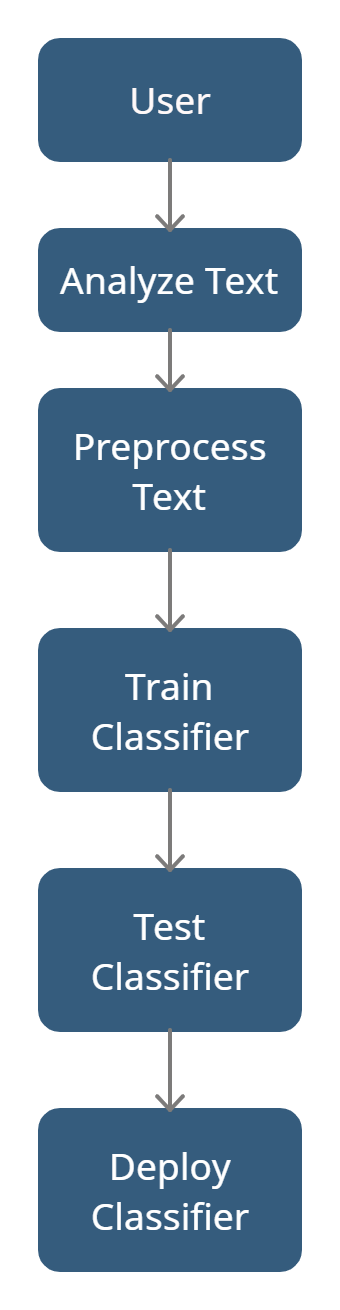 User
Analyze Text
Preprocess
Text
Train
Classifier
Test
Classifier
Deploy
Classifier